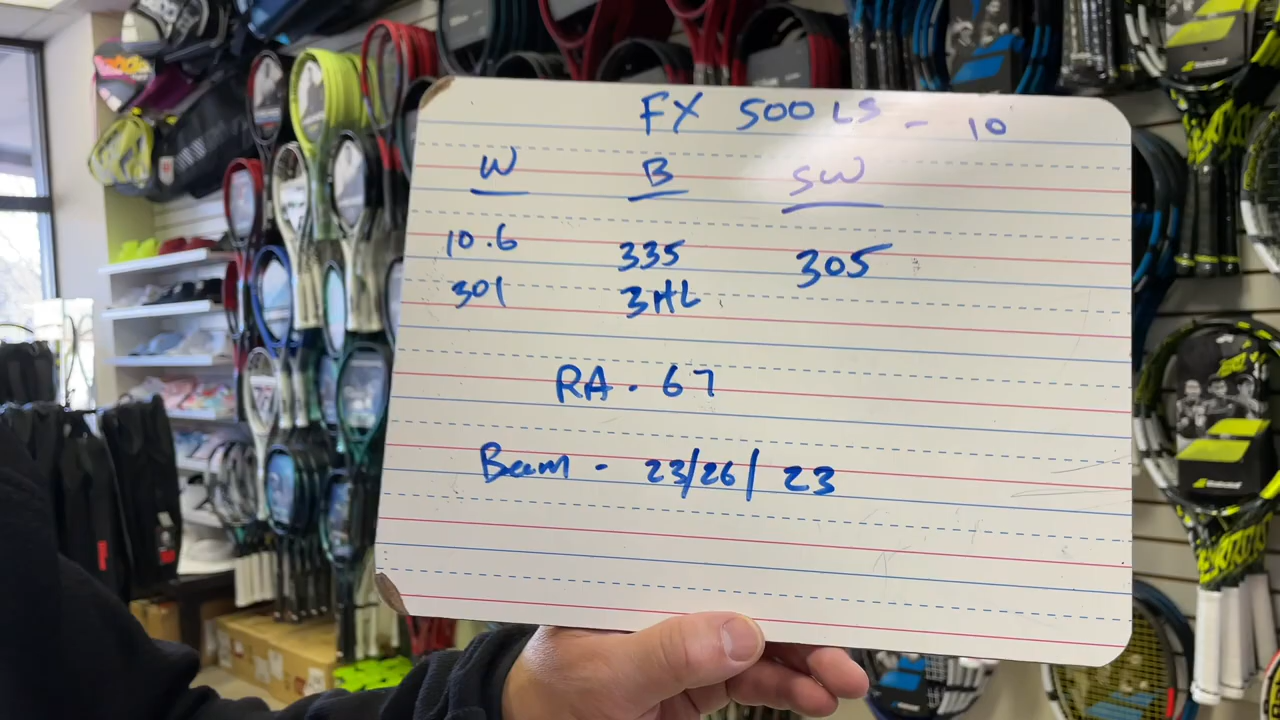 FX 500 LS - 10
W B SW
10.6 335 305
301 3HL
RA - 67
Beam - 23/26/ 23